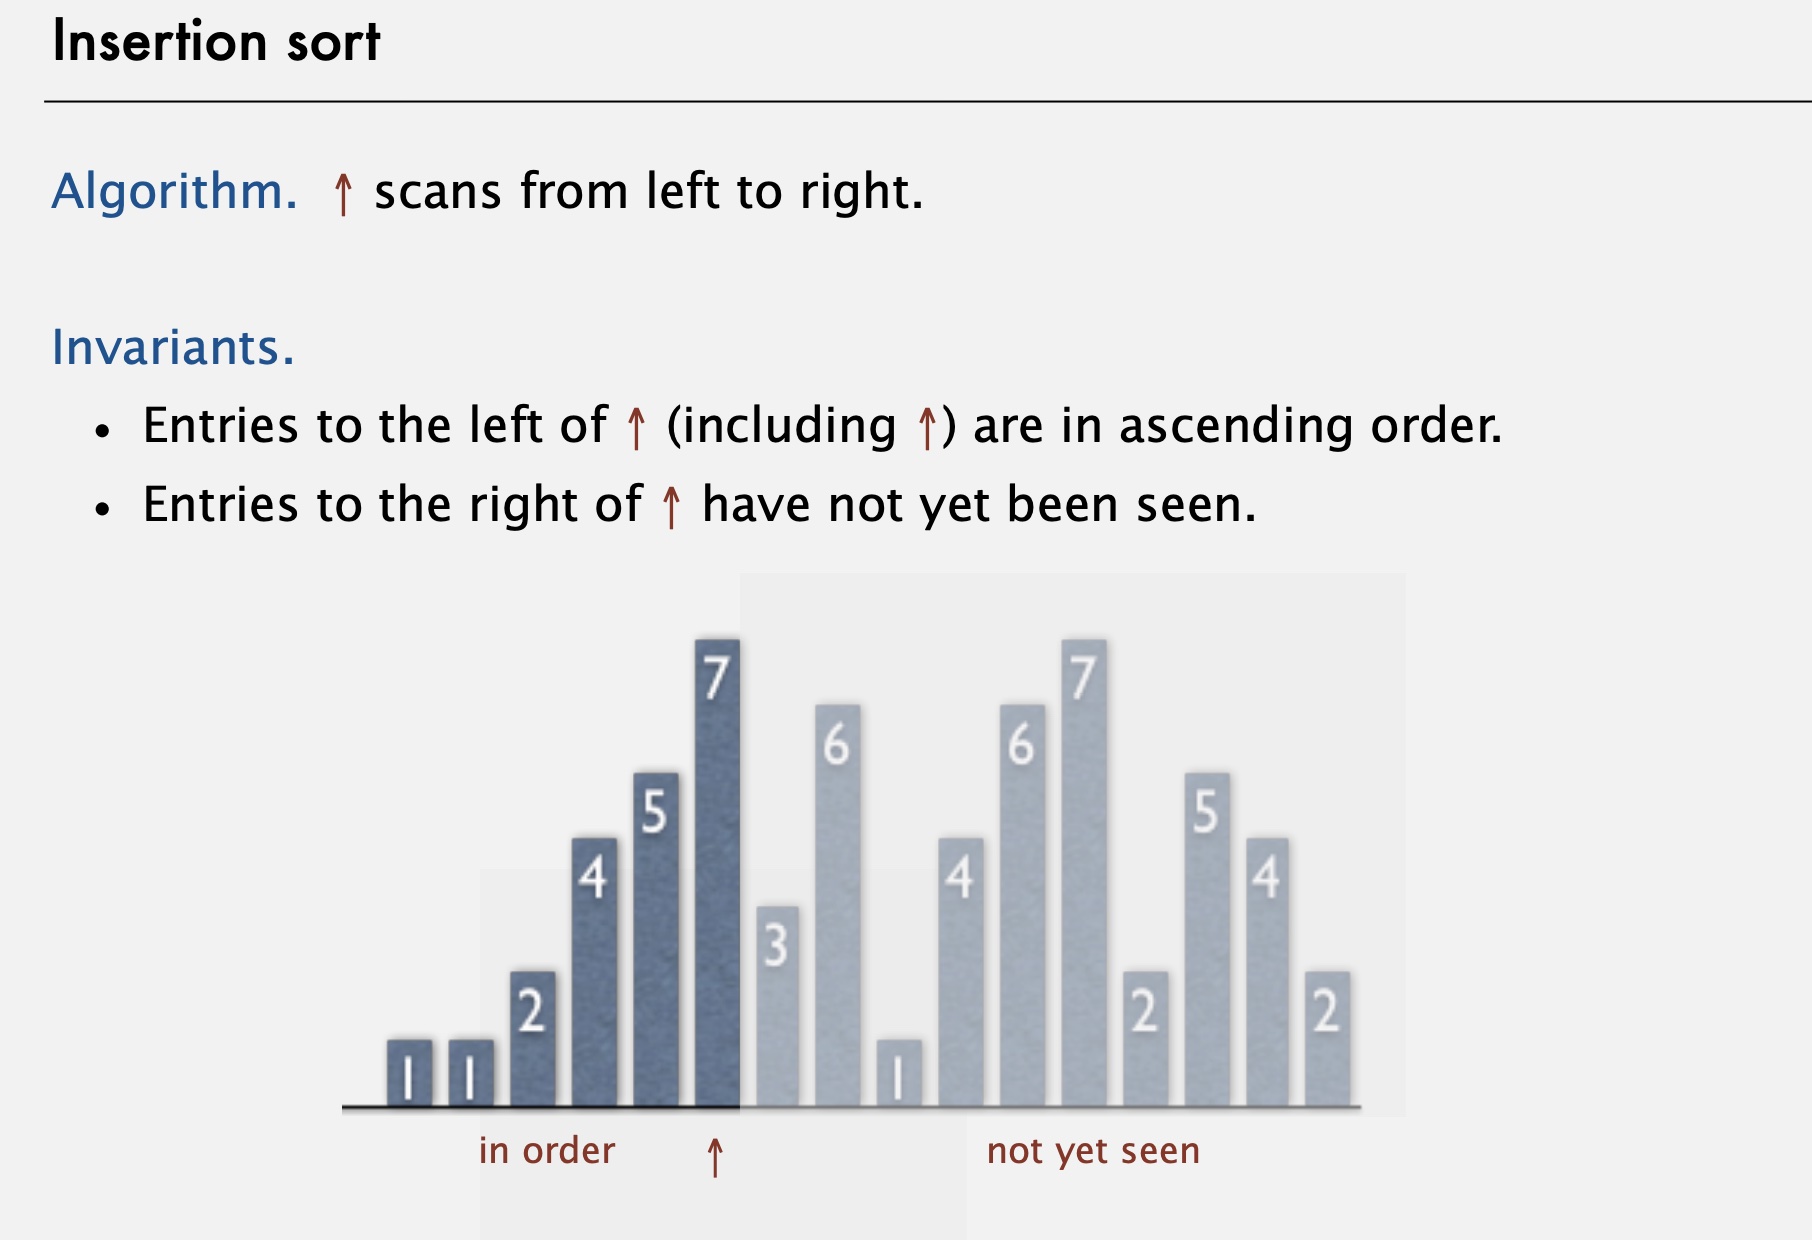 Insertion sort
Algorithm. ↑ scans from left to right.
Invariants.
• Entries to the left of ↑ (including ↑) are in ascending order.
• Entries to the right of ↑ have not yet been seen.
1 1 2 4 5 7 3 6 1 4 6 7 2 5 4 2
in order ↑ not yet seen